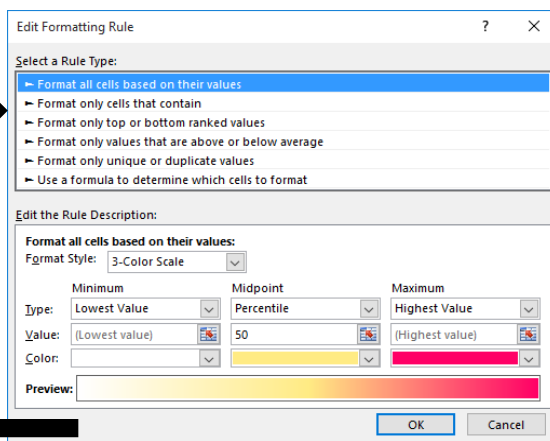 Edit Formatting Rule ? ✕
Select a Rule Type:
► Format all cells based on their values
► Format only cells that contain
► Format only top or bottom ranked values
► Format only values that are above or below average
► Format only unique or duplicate values
► Use a formula to determine which cells to format
Edit the Rule Description:
Format all cells based on their values:
Format Style: 3-Color Scale
Minimum Midpoint Maximum
Type: Lowest Value Percentile Highest Value
Value: (Lowest value) 50 (Highest value)
Color:
Preview:
OK Cancel